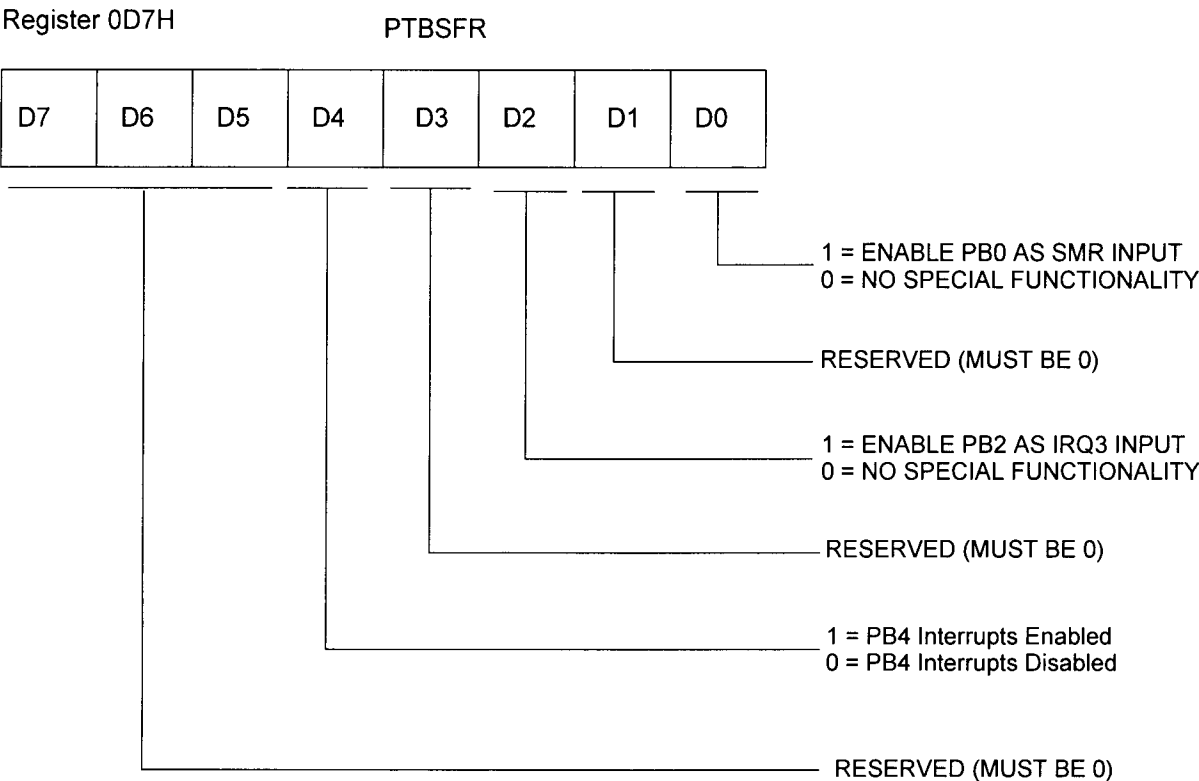 Register 0D7H
PTBSFR
D7 D6 D5 D4 D3 D2 D1 D0
1 = ENABLE PB0 AS SMR INPUT
0 = NO SPECIAL FUNCTIONALITY
RESERVED (MUST BE 0)
1 = ENABLE PB2 AS IRQ3 INPUT
0 = NO SPECIAL FUNCTIONALITY
RESERVED (MUST BE 0)
1 = PB4 Interrupts Enabled
0 = PB4 Interrupts Disabled
RESERVED (MUST BE 0)